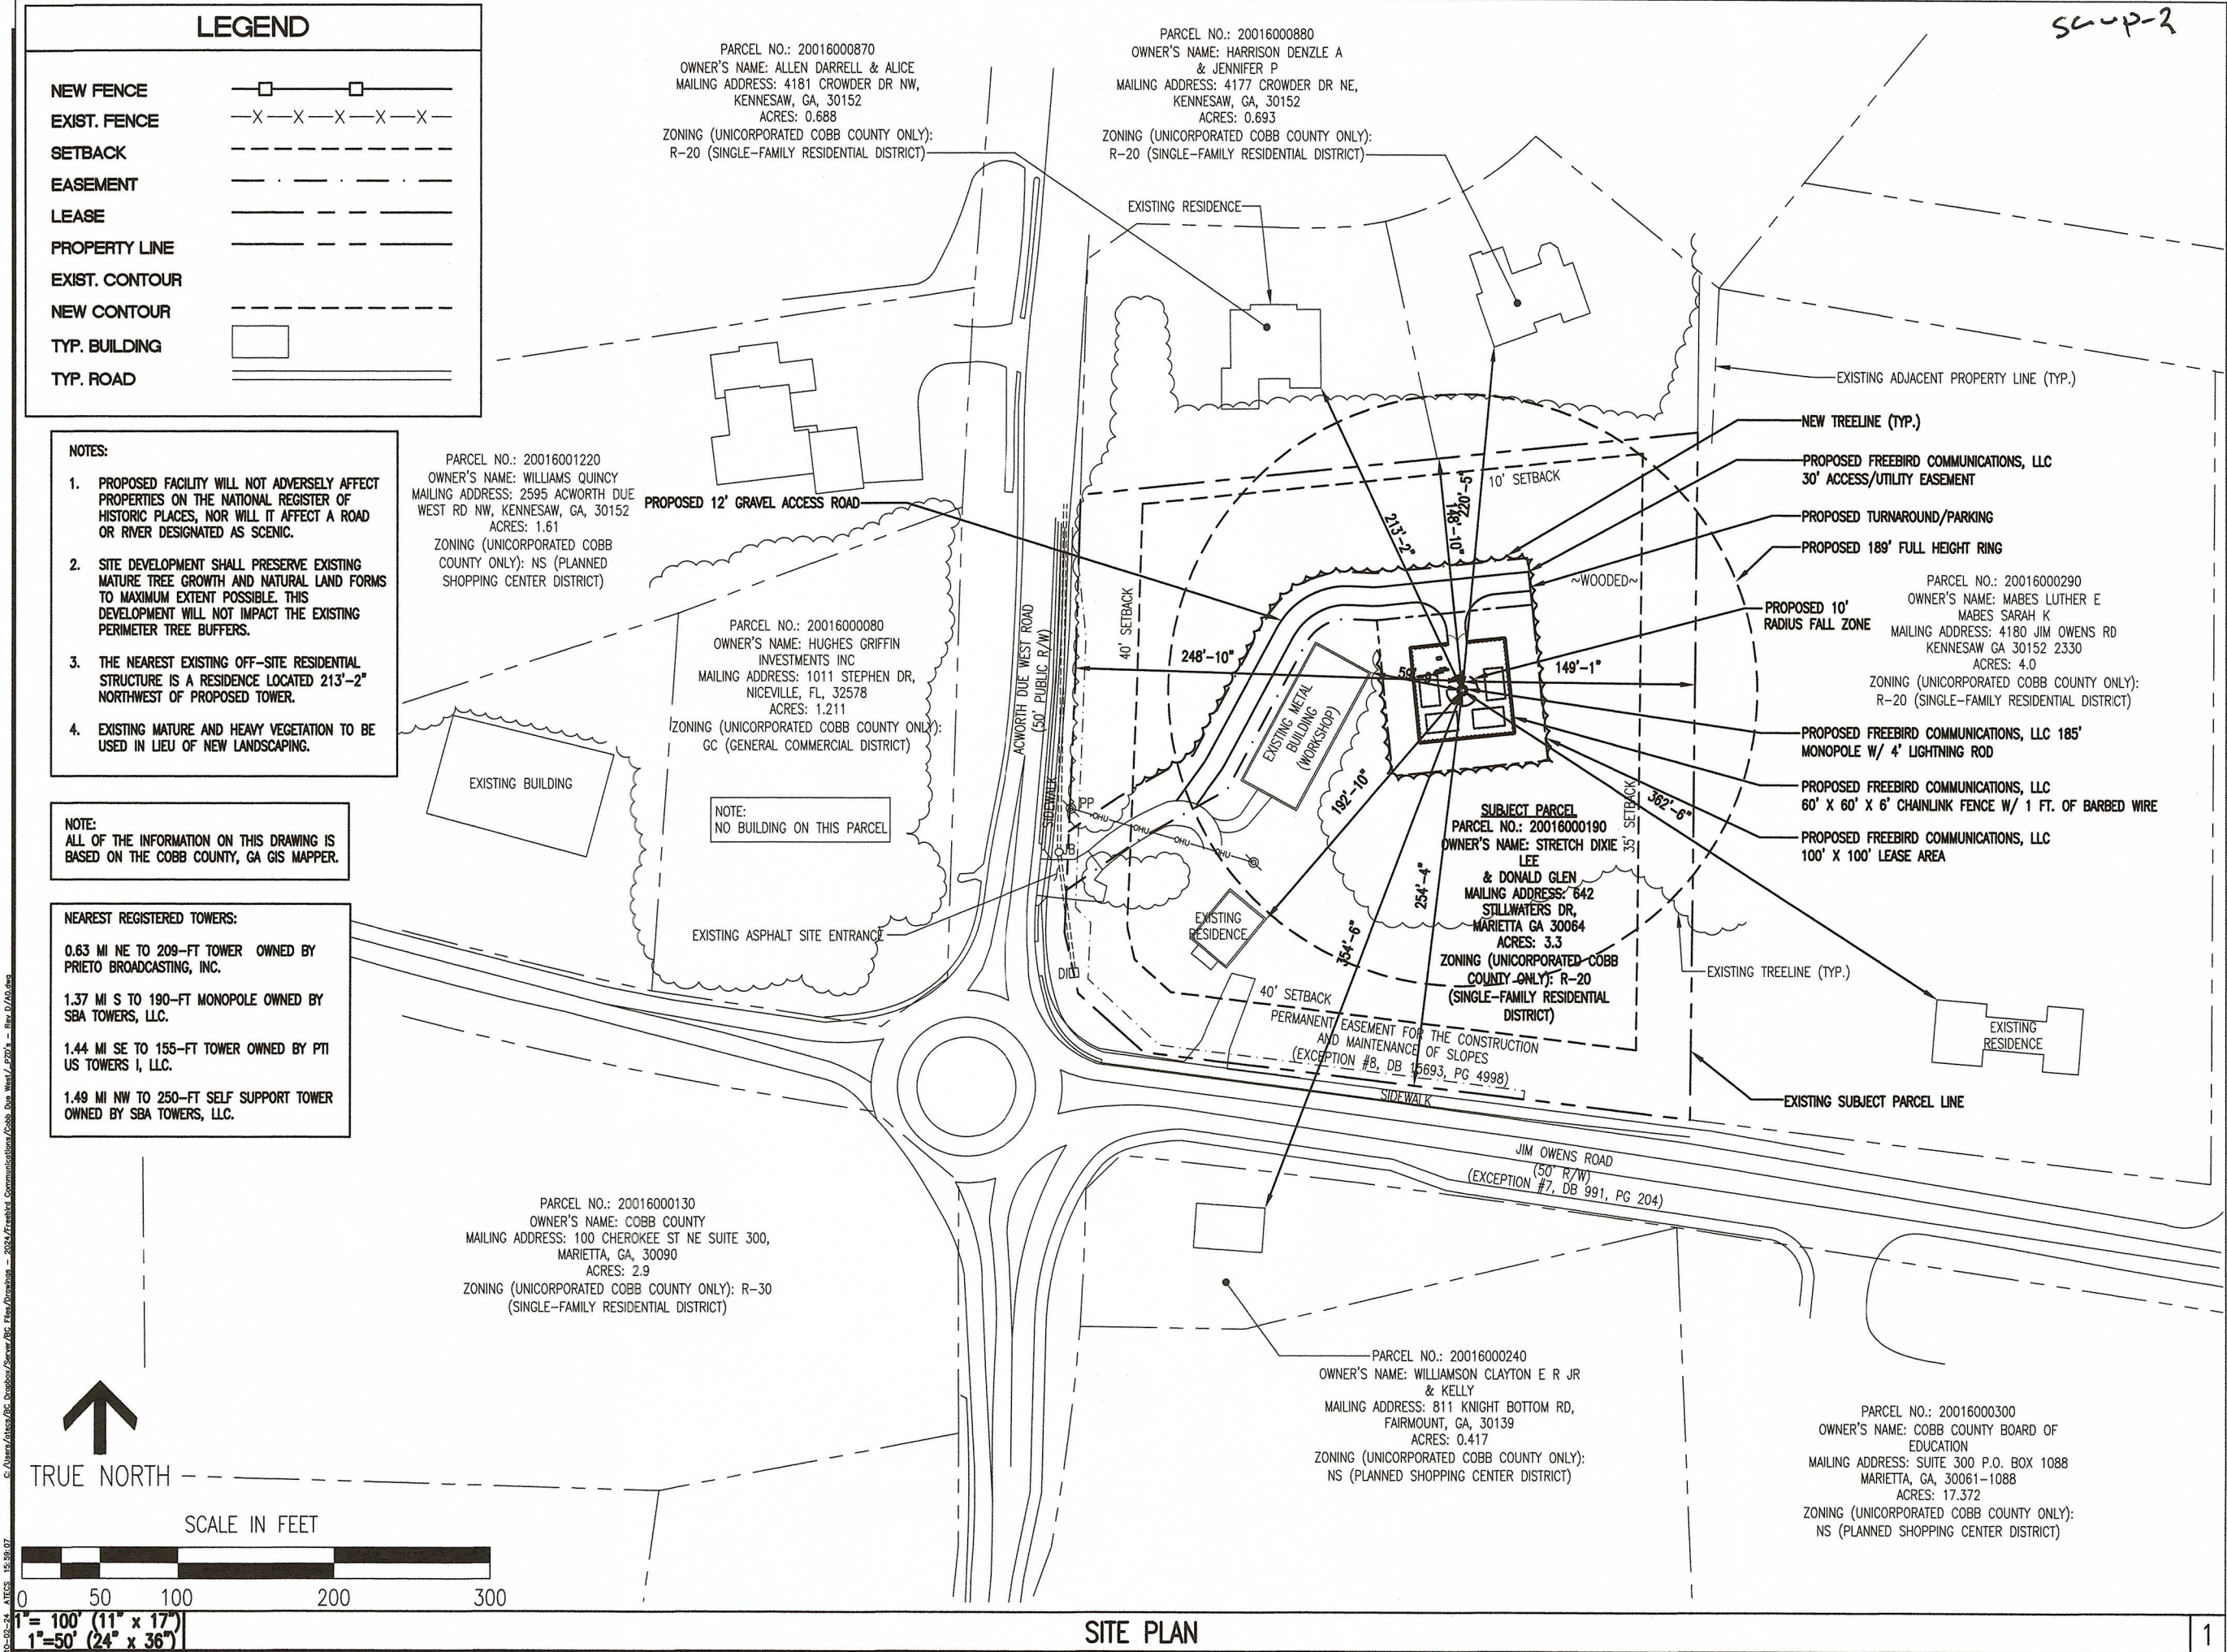 scup-2
LEGEND
NEW FENCE
EXIST. FENCE
SETBACK
EASEMENT
LEASE
PROPERTY LINE
EXIST. CONTOUR
NEW CONTOUR
TYP. BUILDING
TYP. ROAD
NOTES:
1. PROPOSED FACILITY WILL NOT ADVERSELY AFFECT
PROPERTIES ON THE NATIONAL REGISTER OF
HISTORIC PLACES, NOR WILL IT AFFECT A ROAD
OR RIVER DESIGNATED AS SCENIC.
2. SITE DEVELOPMENT SHALL PRESERVE EXISTING
MATURE TREE GROWTH AND NATURAL LAND FORMS
TO MAXIMUM EXTENT POSSIBLE. THIS
DEVELOPMENT WILL NOT IMPACT THE EXISTING
PERIMETER TREE BUFFERS.
3. THE NEAREST EXISTING OFF-SITE RESIDENTIAL
STRUCTURE IS A RESIDENCE LOCATED 213'-2"
NORTHWEST OF PROPOSED TOWER.
4. EXISTING MATURE AND HEAVY VEGETATION TO BE
USED IN LIEU OF NEW LANDSCAPING.
NOTE:
ALL OF THE INFORMATION ON THIS DRAWING IS
BASED ON THE COBB COUNTY, GA GIS MAPPER.
NEAREST REGISTERED TOWERS:
0.63 MI NE TO 209-FT TOWER OWNED BY
PRIETO BROADCASTING, INC.
1.37 MI S TO 190-FT MONOPOLE OWNED BY
SBA TOWERS, LLC.
1.44 MI SE TO 155-FT TOWER OWNED BY PTI
US TOWERS I, LLC.
1.49 MI NW TO 250-FT SELF SUPPORT TOWER
OWNED BY SBA TOWERS, LLC.
PARCEL NO.: 20016000870
OWNER'S NAME: ALLEN DARRELL & ALICE
MAILING ADDRESS: 4181 CROWDER DR NW,
KENNESAW, GA, 30152
ACRES: 0.688
ZONING (UNICORPORATED COBB COUNTY ONLY):
R-20 (SINGLE-FAMILY RESIDENTIAL DISTRICT)
PARCEL NO.: 20016000880
OWNER'S NAME: HARRISON DENZLE A
& JENNIFER P
MAILING ADDRESS: 4177 CROWDER DR NE,
KENNESAW, GA, 30152
ACRES: 0.693
ZONING (UNICORPORATED COBB COUNTY ONLY):
R-20 (SINGLE-FAMILY RESIDENTIAL DISTRICT)
EXISTING RESIDENCE
EXISTING ADJACENT PROPERTY LINE (TYP.)
NEW TREELINE (TYP.)
PROPOSED FREEBIRD COMMUNICATIONS, LLC
30' ACCESS/UTILITY EASEMENT
PROPOSED TURNAROUND/PARKING
PROPOSED 189' FULL HEIGHT RING
PARCEL NO.: 20016000290
OWNER'S NAME: MABES LUTHER E
MABES SARAH K
MAILING ADDRESS: 4180 JIM OWENS RD
KENNESAW GA 30152 2330
ACRES: 4.0
ZONING (UNICORPORATED COBB COUNTY ONLY):
R-20 (SINGLE-FAMILY RESIDENTIAL DISTRICT)
PROPOSED 10'
RADIUS FALL ZONE
PROPOSED FREEBIRD COMMUNICATIONS, LLC 185'
MONOPOLE W/ 4' LIGHTNING ROD
PROPOSED FREEBIRD COMMUNICATIONS, LLC
60' X 60' X 6' CHAINLINK FENCE W/ 1 FT. OF BARBED WIRE
PROPOSED FREEBIRD COMMUNICATIONS, LLC
100' X 100' LEASE AREA
PARCEL NO.: 20016001220
OWNER'S NAME: WILLIAMS QUINCY
MAILING ADDRESS: 2595 ACWORTH DUE
WEST RD NW, KENNESAW, GA, 30152
ACRES: 1.61
ZONING (UNICORPORATED COBB
COUNTY ONLY): NS (PLANNED
SHOPPING CENTER DISTRICT)
PROPOSED 12' GRAVEL ACCESS ROAD
PARCEL NO.: 20016000080
OWNER'S NAME: HUGHES GRIFFIN
INVESTMENTS INC
MAILING ADDRESS: 1011 STEPHEN DR,
NICEVILLE, FL, 32578
ACRES: 1.211
ZONING (UNICORPORATED COBB COUNTY ONLY):
GC (GENERAL COMMERCIAL DISTRICT)
NOTE:
NO BUILDING ON THIS PARCEL
EXISTING BUILDING
EXISTING ASPHALT SITE ENTRANCE
ACWORTH DUE WEST ROAD
(50' PUBLIC R/W)
SIDEWALK
PP
JB
DI
OHU
OHU
OHU
OHU
40' SETBACK
10' SETBACK
35' SETBACK
40' SETBACK
~WOODED~
213'-2"
148'-10"
220'-5"
248'-10"
149'-1"
192'-10"
254'-4"
354'-6"
362'-6"
EXISTING METAL
BUILDING
(WORKSHOP)
EXISTING
RESIDENCE
SUBJECT PARCEL
PARCEL NO.: 20016000190
OWNER'S NAME: STRETCH DIXIE
LEE
& DONALD GLEN
MAILING ADDRESS: 642
STILLWATERS DR,
MARIETTA GA 30064
ACRES: 3.3
ZONING (UNICORPORATED COBB
COUNTY ONLY): R-20
(SINGLE-FAMILY RESIDENTIAL
DISTRICT)
EXISTING TREELINE (TYP.)
EXISTING
RESIDENCE
EXISTING SUBJECT PARCEL LINE
PERMANENT EASEMENT FOR THE CONSTRUCTION
AND MAINTENANCE OF SLOPES
(EXCEPTION #8, DB 15693, PG 4998)
SIDEWALK
JIM OWENS ROAD
(50' R/W)
(EXCEPTION #7, DB 991, PG 204)
PARCEL NO.: 20016000130
OWNER'S NAME: COBB COUNTY
MAILING ADDRESS: 100 CHEROKEE ST NE SUITE 300,
MARIETTA, GA, 30090
ACRES: 2.9
ZONING (UNICORPORATED COBB COUNTY ONLY): R-30
(SINGLE-FAMILY RESIDENTIAL DISTRICT)
PARCEL NO.: 20016000240
OWNER'S NAME: WILLIAMSON CLAYTON E R JR
& KELLY
MAILING ADDRESS: 811 KNIGHT BOTTOM RD,
FAIRMOUNT, GA, 30139
ACRES: 0.417
ZONING (UNICORPORATED COBB COUNTY ONLY):
NS (PLANNED SHOPPING CENTER DISTRICT)
PARCEL NO.: 20016000300
OWNER'S NAME: COBB COUNTY BOARD OF
EDUCATION
MAILING ADDRESS: SUITE 300 P.O. BOX 1088
MARIETTA, GA, 30061-1088
ACRES: 17.372
ZONING (UNICORPORATED COBB COUNTY ONLY):
NS (PLANNED SHOPPING CENTER DISTRICT)
TRUE NORTH
SCALE IN FEET
0 50 100 200 300
1"= 100' (11" x 17")
1"=50' (24" x 36")
SITE PLAN
1